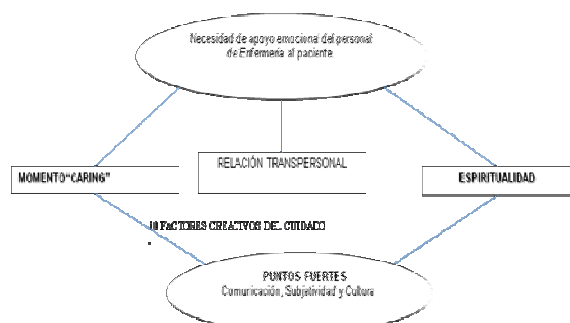 Necesidad de apoyo emocional del personal
de Enfermería al paciente
MOMENTO"CARING"
RELACIÓN TRANSPERSONAL
ESPIRITUALIDAD
10 FACTORES CREATIVOS DEL CUIDADO
PUNTOS FUERTES
Comunicación, Subjetividad y Cultura